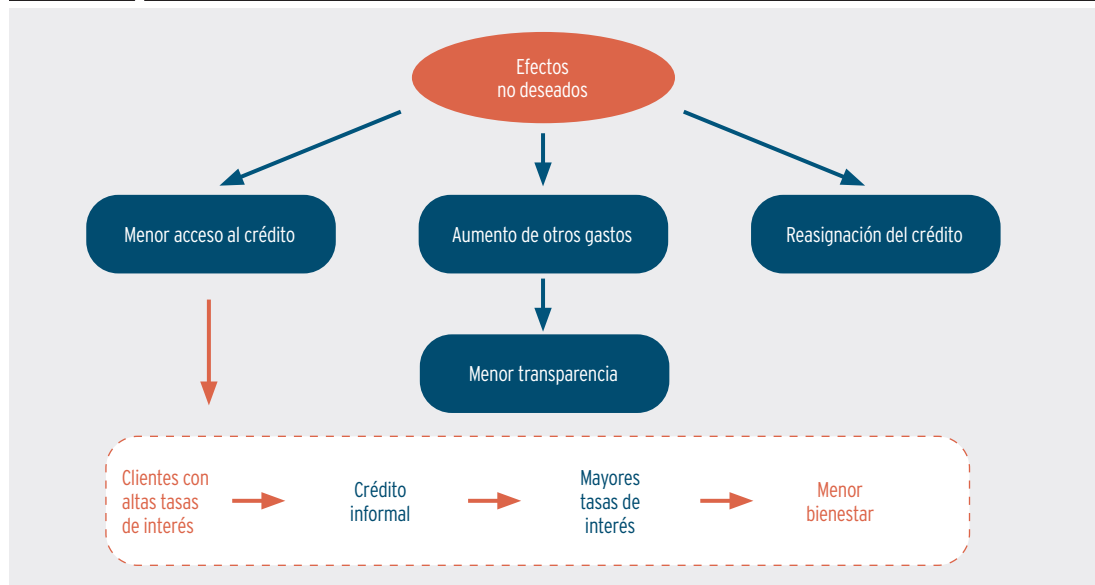 Efectos
no deseados
Menor acceso al crédito
Aumento de otros gastos
Reasignación del crédito
Menor transparencia
Clientes con
altas tasas
de interés
Crédito
informal
Mayores
tasas de
interés
Menor
bienestar